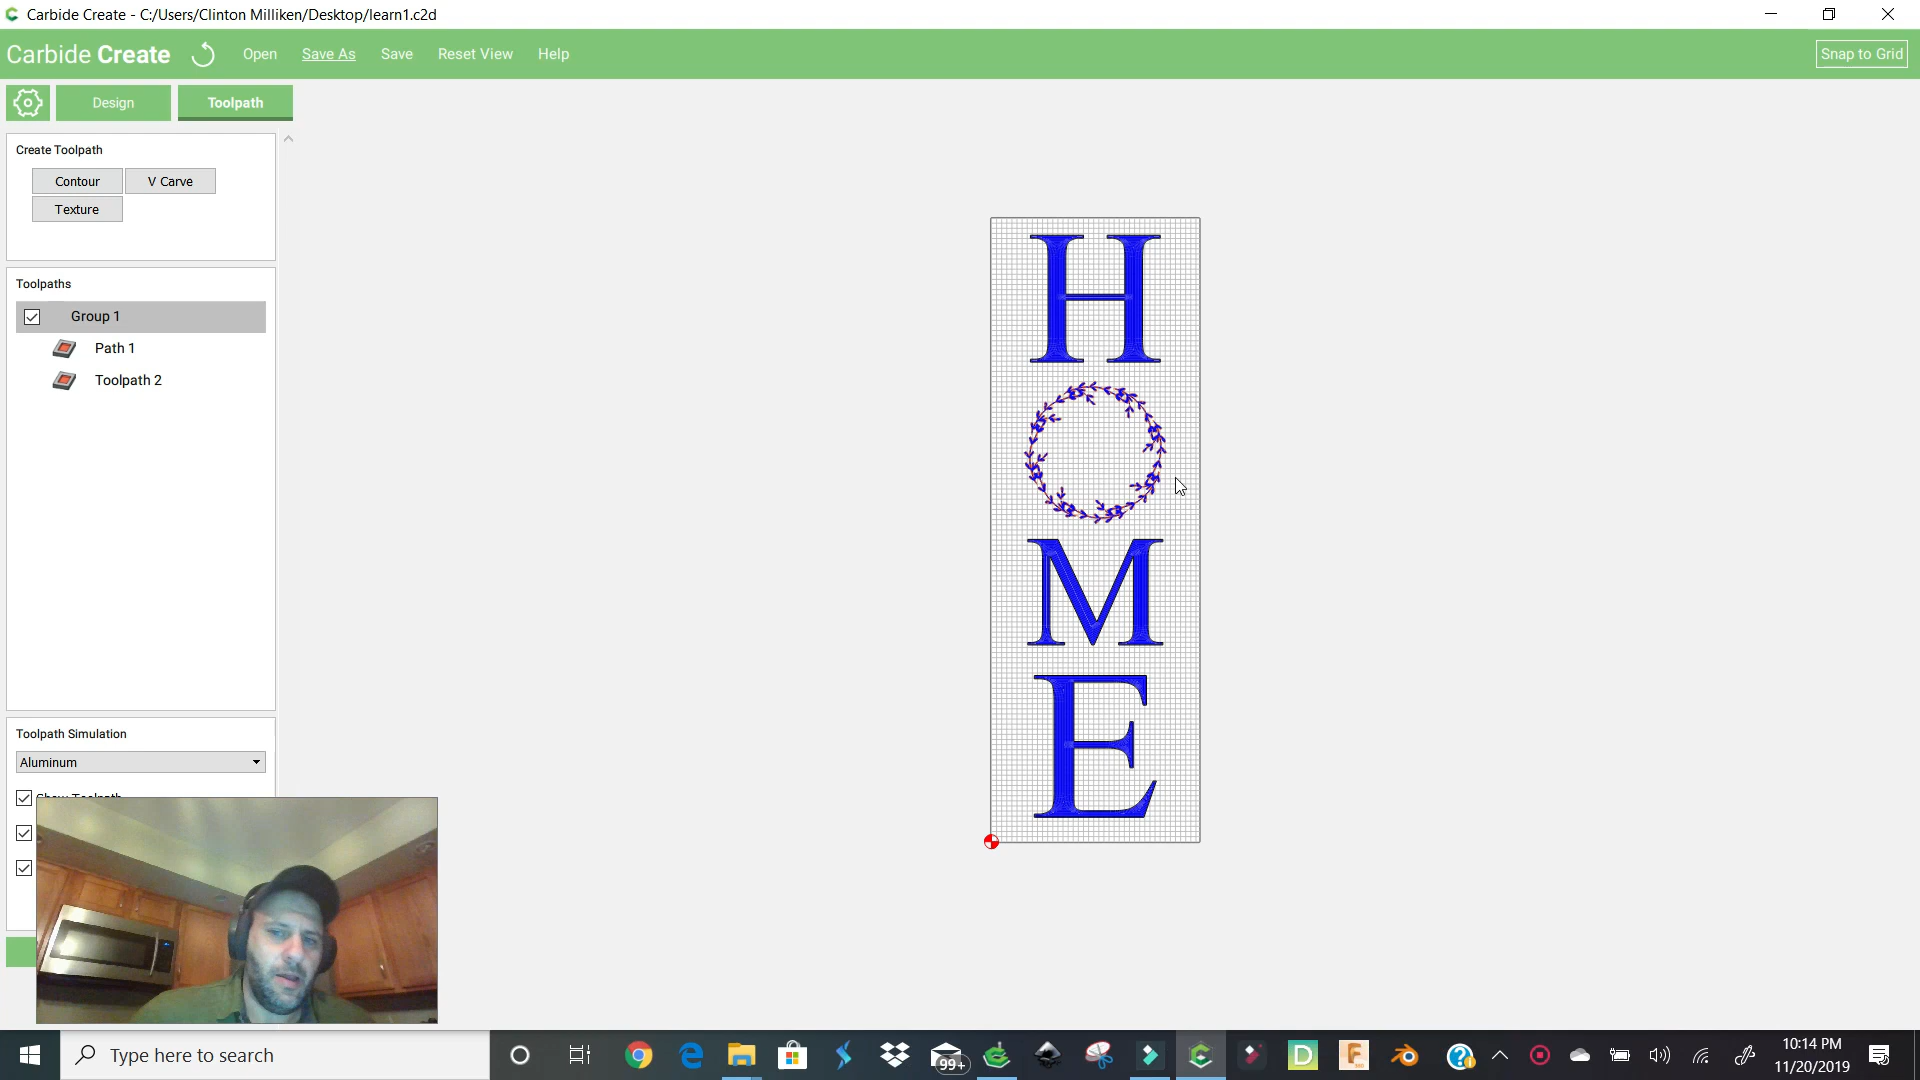 Carbide Create - C:/Users/Clinton Milliken/Desktop/learn1.c2d
Carbide Create Open Save As Save Reset View Help Snap to Grid
Design Toolpath
Create Toolpath
Contour V Carve
Texture
Toolpaths
Group 1
Path 1
Toolpath 2
Toolpath Simulation
Aluminum
H
M
E
Type here to search
99+
10:14 PM
11/20/2019